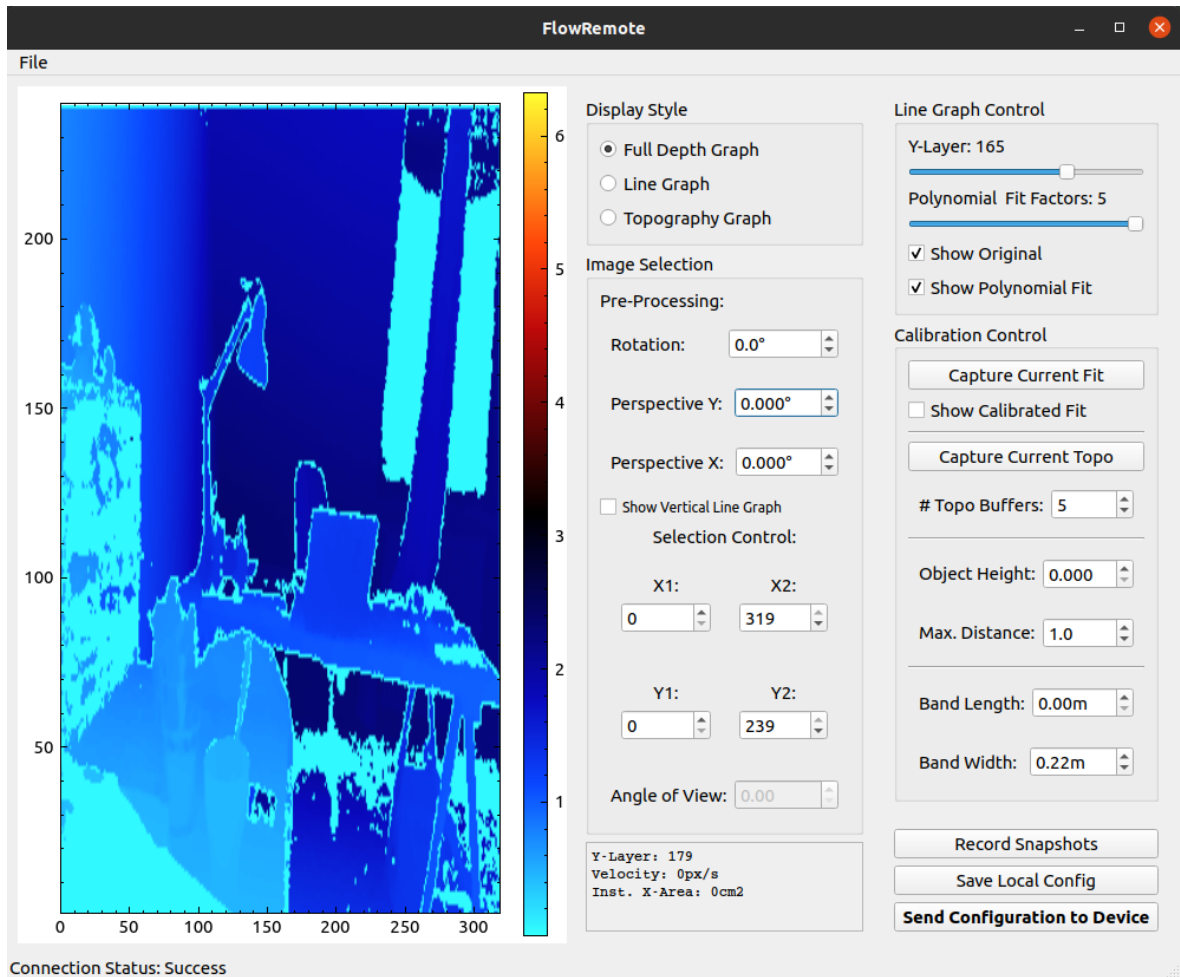 FlowRemote
File
200
150
100
50
0
50
100
150
200
250
300
6
5
4
3
2
1
Display Style
Full Depth Graph
Line Graph
Topography Graph
Image Selection
Pre-Processing:
Rotation: 0.0°
Perspective Y: 0.000°
Perspective X: 0.000°
Show Vertical Line Graph
Selection Control:
X1: X2:
0 319
Y1: Y2:
0 239
Angle of View: 0.00
Y-Layer: 179
Velocity: 0px/s
Inst. X-Area: 0cm2
Line Graph Control
Y-Layer: 165
Polynomial Fit Factors: 5
Show Original
Show Polynomial Fit
Calibration Control
Capture Current Fit
Show Calibrated Fit
Capture Current Topo
# Topo Buffers: 5
Object Height: 0.000
Max. Distance: 1.0
Band Length: 0.00m
Band Width: 0.22m
Record Snapshots
Save Local Config
Send Configuration to Device
Connection Status: Success